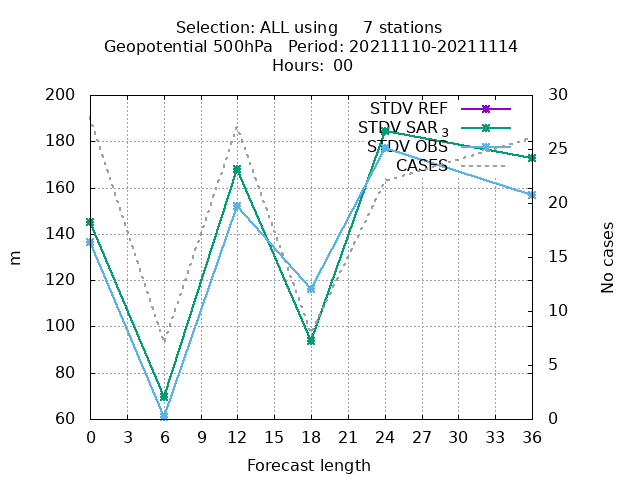 Selection: ALL using 7 stations
Geopotential 500hPa Period: 20211110-20211114
Hours: 00
200 30
STDV REF
STDV SAR 3
180
STDV OBS 25
CASES
160
20
140
15
120
10
100
5
80
60 0
m
No cases
0 3 6 9 12 15 18 21 24 27 30 33 36
Forecast length